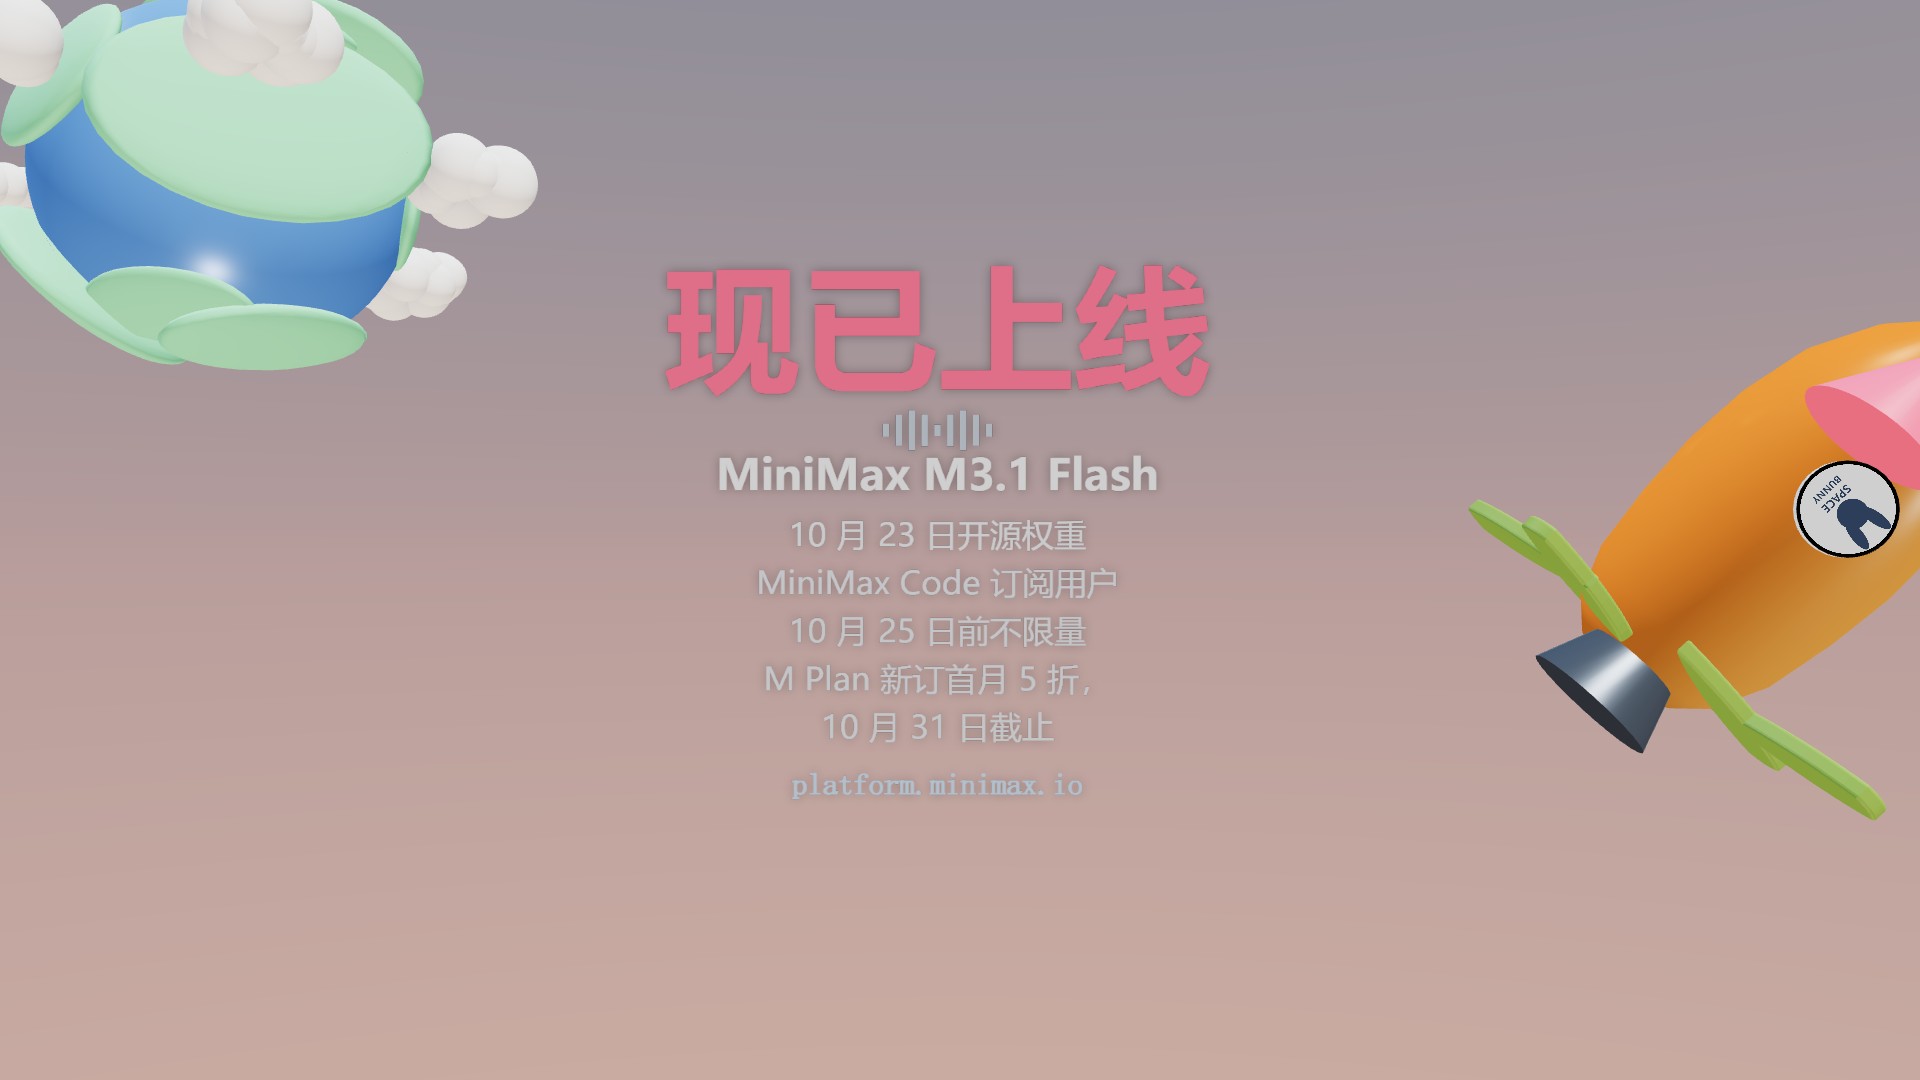 现已上线
MiniMax M3.1 Flash
10 月 23 日开源权重
MiniMax Code 订阅用户
10 月 25 日前不限量
M Plan 新订首月 5 折，
10 月 31 日截止
platform.minimax.io
SPACE
BUNNY